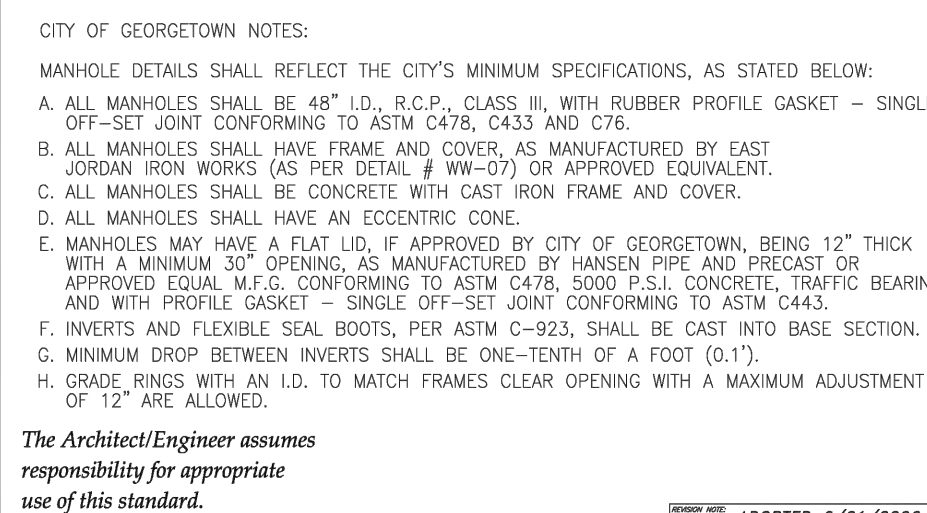 CITY OF GEORGETOWN NOTES:
MANHOLE DETAILS SHALL REFLECT THE CITY'S MINIMUM SPECIFICATIONS, AS STATED BELOW:
A. ALL MANHOLES SHALL BE 48" I.D., R.C.P., CLASS III, WITH RUBBER PROFILE GASKET – SINGLE
OFF–SET JOINT CONFORMING TO ASTM C478, C433 AND C76.
B. ALL MANHOLES SHALL HAVE FRAME AND COVER, AS MANUFACTURED BY EAST
JORDAN IRON WORKS (AS PER DETAIL # WW–07) OR APPROVED EQUIVALENT.
C. ALL MANHOLES SHALL BE CONCRETE WITH CAST IRON FRAME AND COVER.
D. ALL MANHOLES SHALL HAVE AN ECCENTRIC CONE.
E. MANHOLES MAY HAVE A FLAT LID, IF APPROVED BY CITY OF GEORGETOWN, BEING 12" THICK
WITH A MINIMUM 30" OPENING, AS MANUFACTURED BY HANSEN PIPE AND PRECAST OR
APPROVED EQUAL M.F.G. CONFORMING TO ASTM C478, 5000 P.S.I. CONCRETE, TRAFFIC BEARIN
AND WITH PROFILE GASKET – SINGLE OFF–SET JOINT CONFORMING TO ASTM C443.
F. INVERTS AND FLEXIBLE SEAL BOOTS, PER ASTM C–923, SHALL BE CAST INTO BASE SECTION.
G. MINIMUM DROP BETWEEN INVERTS SHALL BE ONE–TENTH OF A FOOT (0.1').
H. GRADE RINGS WITH AN I.D. TO MATCH FRAMES CLEAR OPENING WITH A MAXIMUM ADJUSTMENT
OF 12" ARE ALLOWED.
The Architect/Engineer assumes
responsibility for appropriate
use of this standard.
REVISION NOTE: